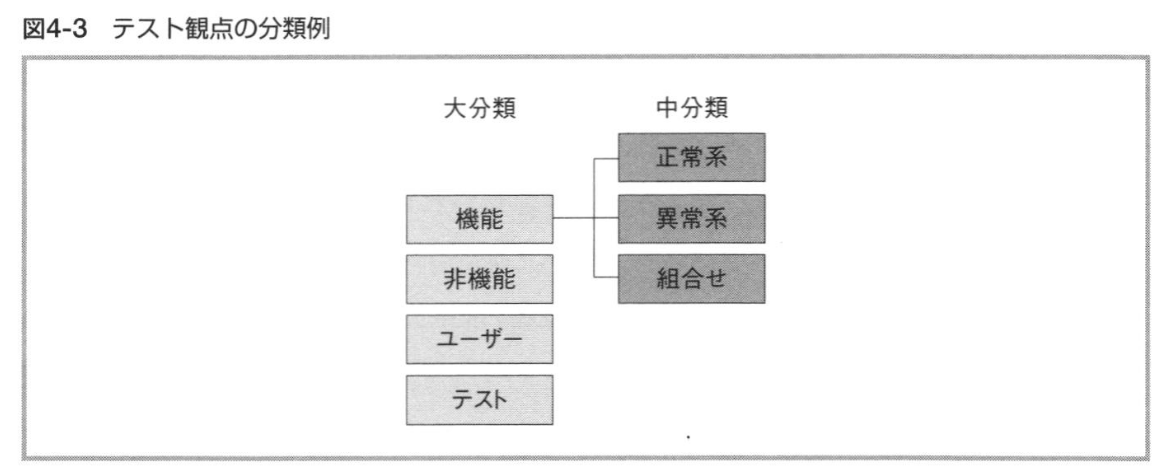 図4-3 テスト観点の分類例
大分類 中分類
正常系
機能 異常系
非機能 組合せ
ユーザー
テスト